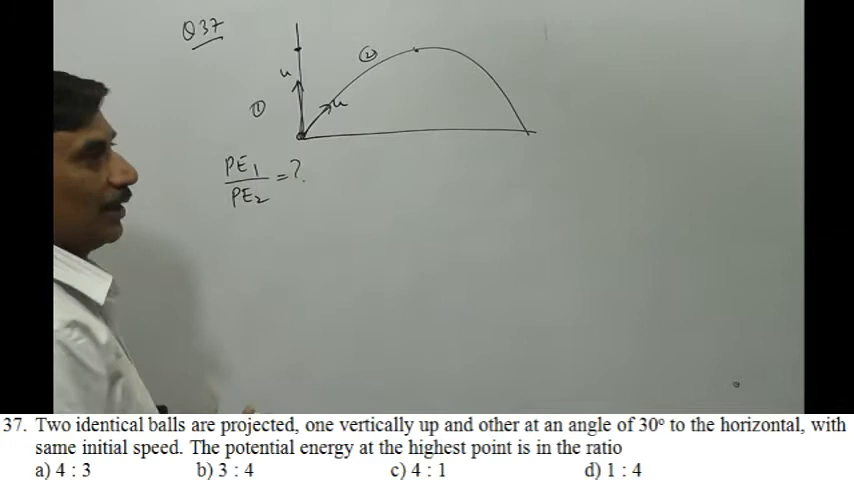 Q37
②
u
①
u
PE₁
— = ?
PE₂
37. Two identical balls are projected, one vertically up and other at an angle of 30° to the horizontal, with
same initial speed. The potential energy at the highest point is in the ratio
a) 4 : 3 b) 3 : 4 c) 4 : 1 d) 1 : 4